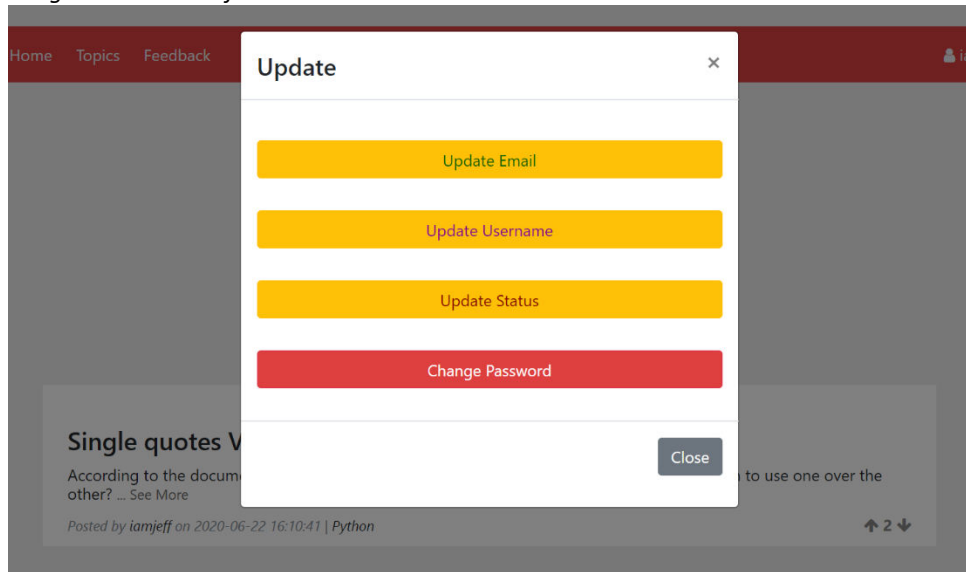 Home Topics Feedback
Update
×
Update Email
Update Username
Update Status
Change Password
Close
Single quotes
According to the to use one over the
other? ... See More
Posted by iamjeff on 2020-06-22 16:10:41 | Python
2